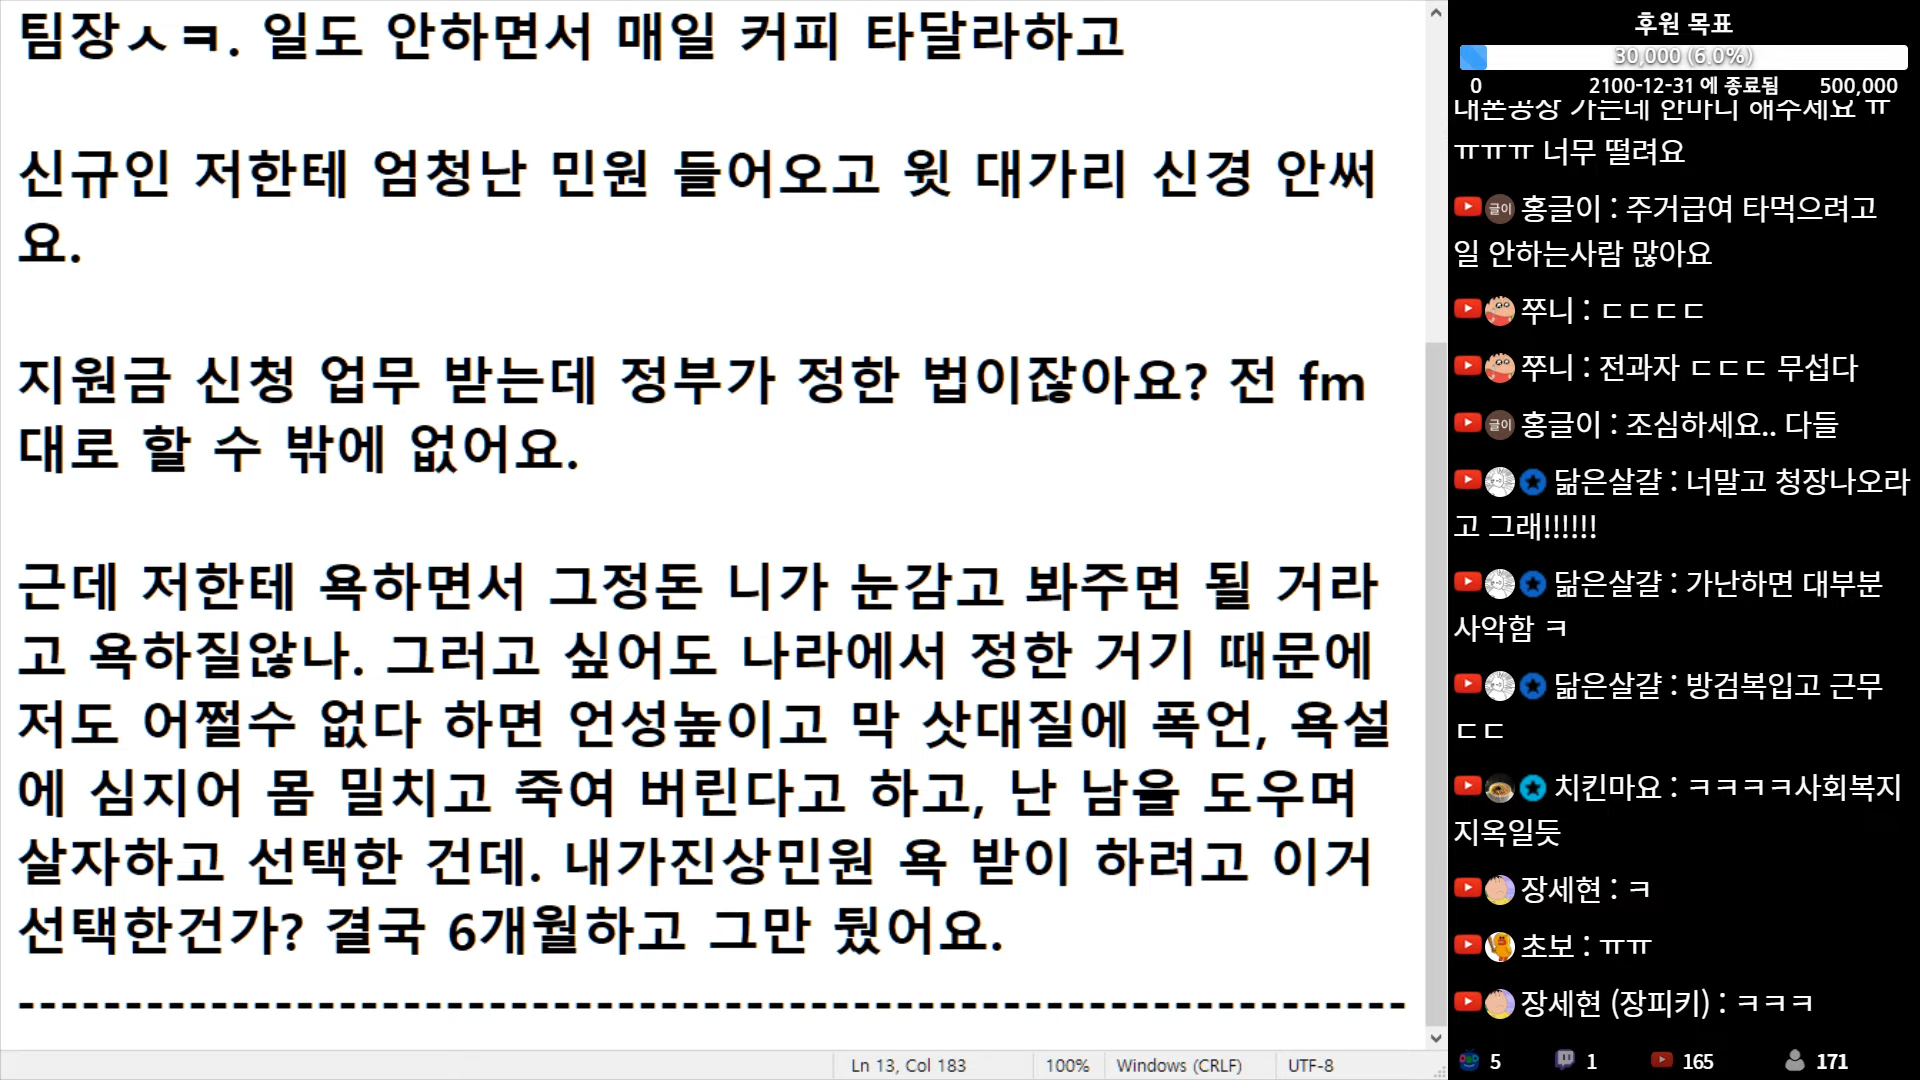 팀장ㅅㅋ. 일도 안하면서 매일 커피 타달라하고
신규인 저한테 엄청난 민원 들어오고 윗 대가리 신경 안써
요.
지원금 신청 업무 받는데 정부가 정한 법이잖아요? 전 fm
대로 할 수 밖에 없어요.
근데 저한테 욕하면서 그정돈 니가 눈감고 봐주면 될 거라
고 욕하질않나. 그러고 싶어도 나라에서 정한 거기 때문에
저도 어쩔수 없다 하면 언성높이고 막 삿대질에 폭언, 욕설
에 심지어 몸 밀치고 죽여 버린다고 하고, 난 남을 도우며
살자하고 선택한 건데. 내가진상민원 욕 받이 하려고 이거
선택한건가? 결국 6개월하고 그만 뒀어요.
------------------------------------------------------------
Ln 13, Col 183
100%
Windows (CRLF)
UTF-8
후원 목표
30,000 (6.0%)
0 2100-12-31 에 종료됨 500,000
가는데 한마디 해주세요 ㅠ
ㅠㅠㅠ 너무 떨려요
글이 홍글이 : 주거급여 타먹으려고
일 안하는사람 많아요
쭈니 : ㄷㄷㄷㄷ
쭈니 : 전과자 ㄷㄷㄷ 무섭다
글이 홍글이 : 조심하세요.. 다들
닮은살걀 : 너말고 청장나오라
고 그래!!!!!!
닮은살걀 : 가난하면 대부분
사악함 ㅋ
닮은살걀 : 방검복입고 근무
ㄷㄷ
치킨마요 : ㅋㅋㅋㅋ사회복지
지옥일듯
장세현 : ㅋ
초보 : ㅠㅠ
장세현 (장피키) : ㅋㅋㅋ
5 1 165 171